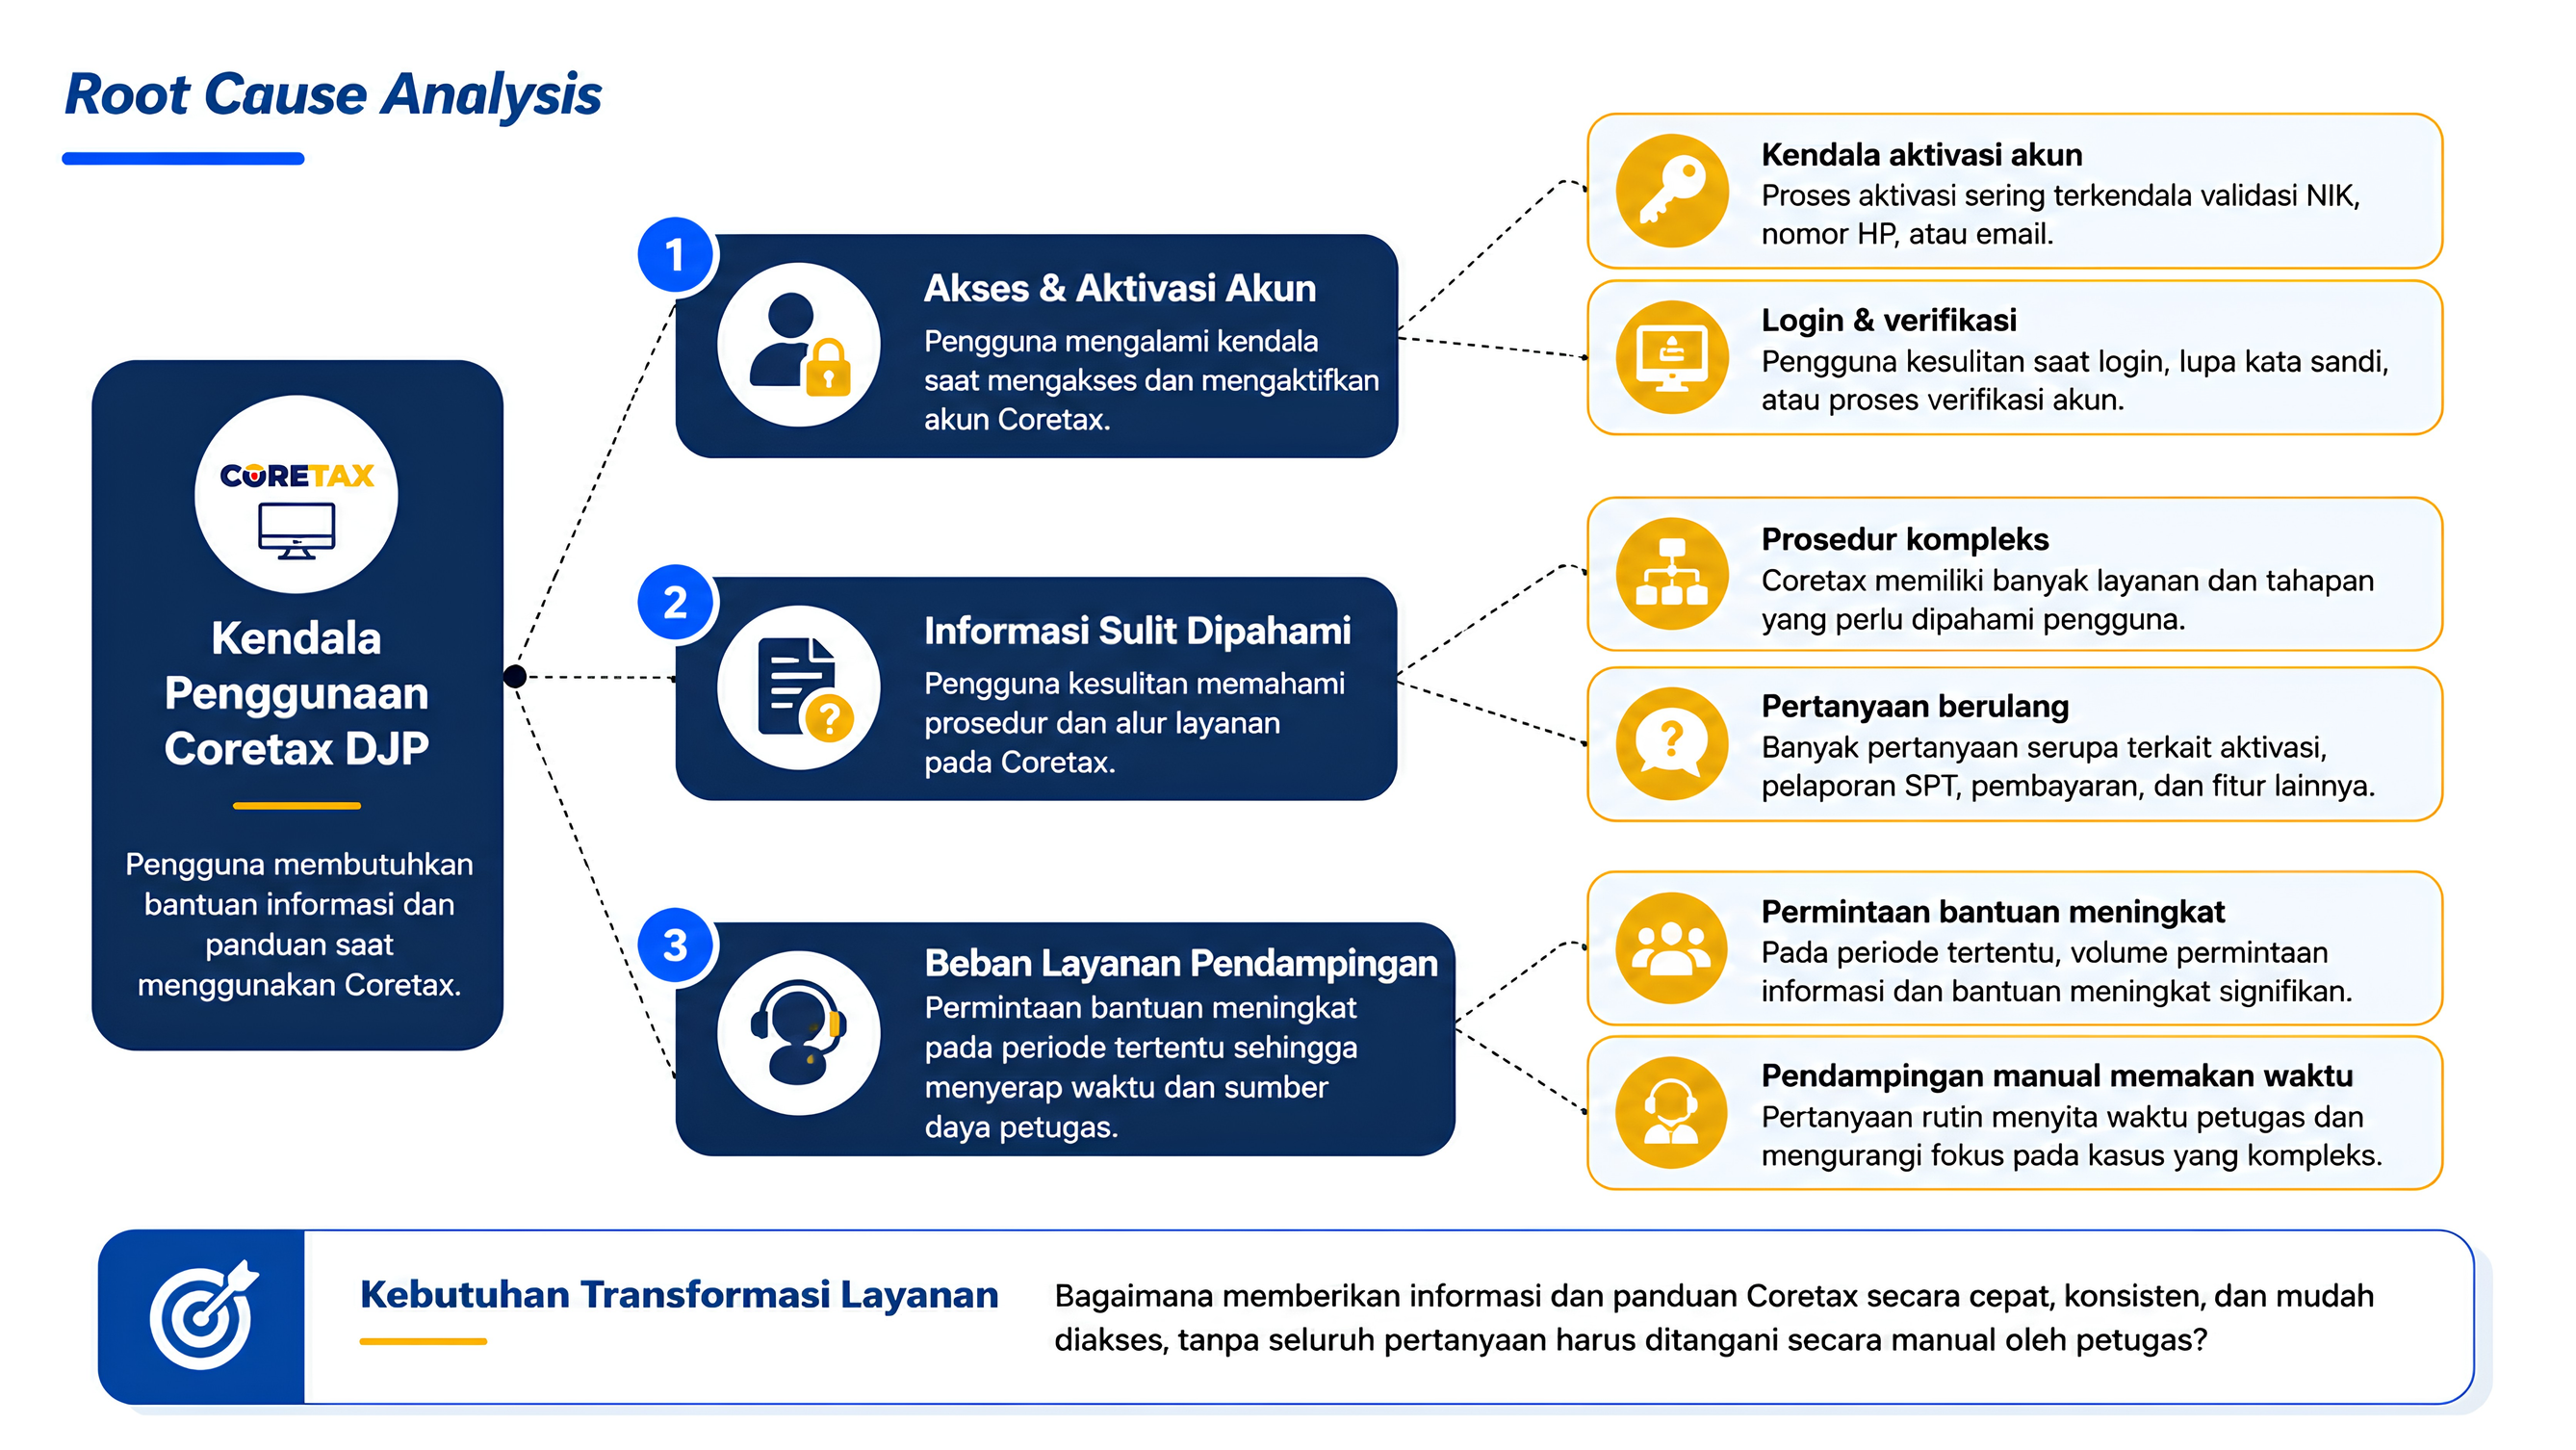 Root Cause Analysis
CORETAX
Kendala
Penggunaan
Coretax DJP
Pengguna membutuhkan
bantuan informasi dan
panduan saat
menggunakan Coretax.
1
Akses & Aktivasi Akun
Pengguna mengalami kendala
saat mengakses dan mengaktifkan
akun Coretax.
Kendala aktivasi akun
Proses aktivasi sering terkendala validasi NIK,
nomor HP, atau email.
Login & verifikasi
Pengguna kesulitan saat login, lupa kata sandi,
atau proses verifikasi akun.
2
Informasi Sulit Dipahami
Pengguna kesulitan memahami
prosedur dan alur layanan
pada Coretax.
?
Prosedur kompleks
Coretax memiliki banyak layanan dan tahapan
yang perlu dipahami pengguna.
?
Pertanyaan berulang
Banyak pertanyaan serupa terkait aktivasi,
pelaporan SPT, pembayaran, dan fitur lainnya.
3
Beban Layanan Pendampingan
Permintaan bantuan meningkat
pada periode tertentu sehingga
menyerap waktu dan sumber
daya petugas.
Permintaan bantuan meningkat
Pada periode tertentu, volume permintaan
informasi dan bantuan meningkat signifikan.
Pendampingan manual memakan waktu
Pertanyaan rutin menyita waktu petugas dan
mengurangi fokus pada kasus yang kompleks.
Kebutuhan Transformasi Layanan
Bagaimana memberikan informasi dan panduan Coretax secara cepat, konsisten, dan mudah
diakses, tanpa seluruh pertanyaan harus ditangani secara manual oleh petugas?